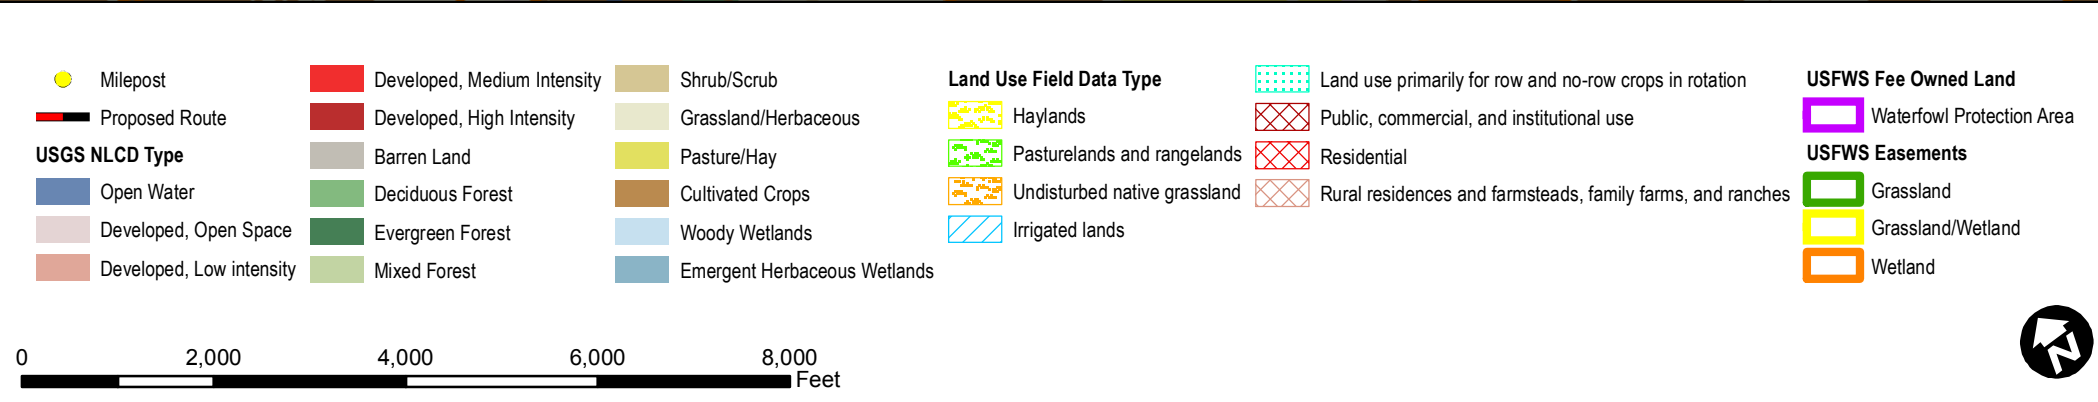 Milepost
Proposed Route
USGS NLCD Type
Open Water
Developed, Open Space
Developed, Low intensity
Developed, Medium Intensity
Developed, High Intensity
Barren Land
Deciduous Forest
Evergreen Forest
Mixed Forest
Shrub/Scrub
Grassland/Herbaceous
Pasture/Hay
Cultivated Crops
Woody Wetlands
Emergent Herbaceous Wetlands
Land Use Field Data Type
Haylands
Pasturelands and rangelands
Undisturbed native grassland
Irrigated lands
Land use primarily for row and no-row crops in rotation
Public, commercial, and institutional use
Residential
Rural residences and farmsteads, family farms, and ranches
USFWS Fee Owned Land
Waterfowl Protection Area
USFWS Easements
Grassland
Grassland/Wetland
Wetland
0 2,000 4,000 6,000 8,000
Feet
N